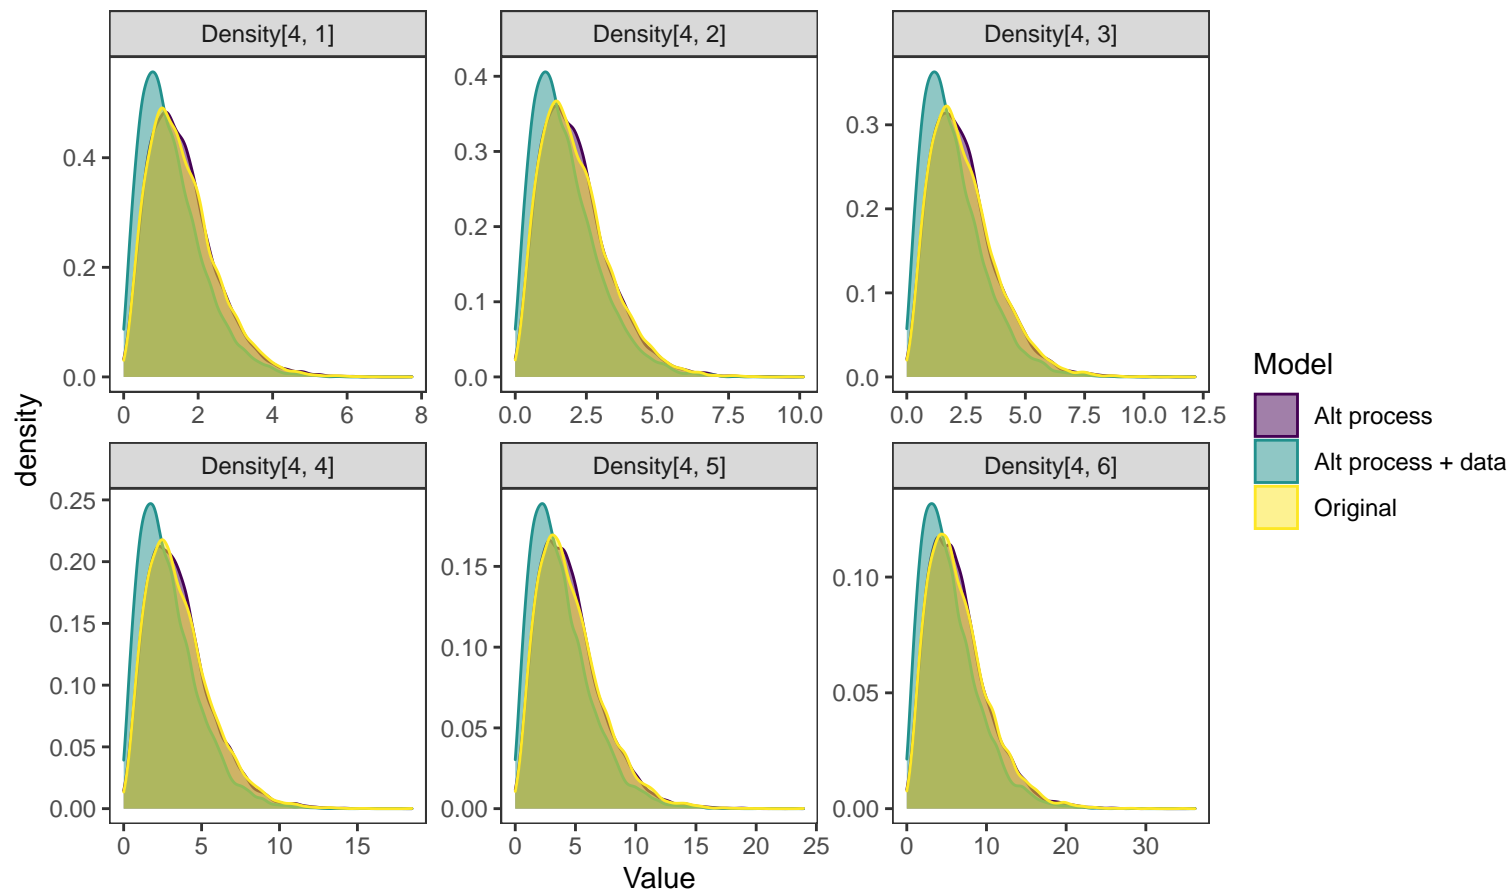 Density[4, 1]
Density[4, 2]
Density[4, 3]
0.4
0.2
0.0
0.4
0.3
0.2
0.1
0.0
0.3
0.2
0.1
0.0
0 2 4 6 8
0.0 2.5 5.0 7.5 10.0
0.0 2.5 5.0 7.5 10.0 12.5
density
Density[4, 4]
Density[4, 5]
Density[4, 6]
0.25
0.20
0.15
0.10
0.05
0.00
0.15
0.10
0.05
0.00
0.10
0.05
0.00
0 5 10 15
0 5 10 15 20 25
0 10 20 30
Value
Model
Alt process
Alt process + data
Original